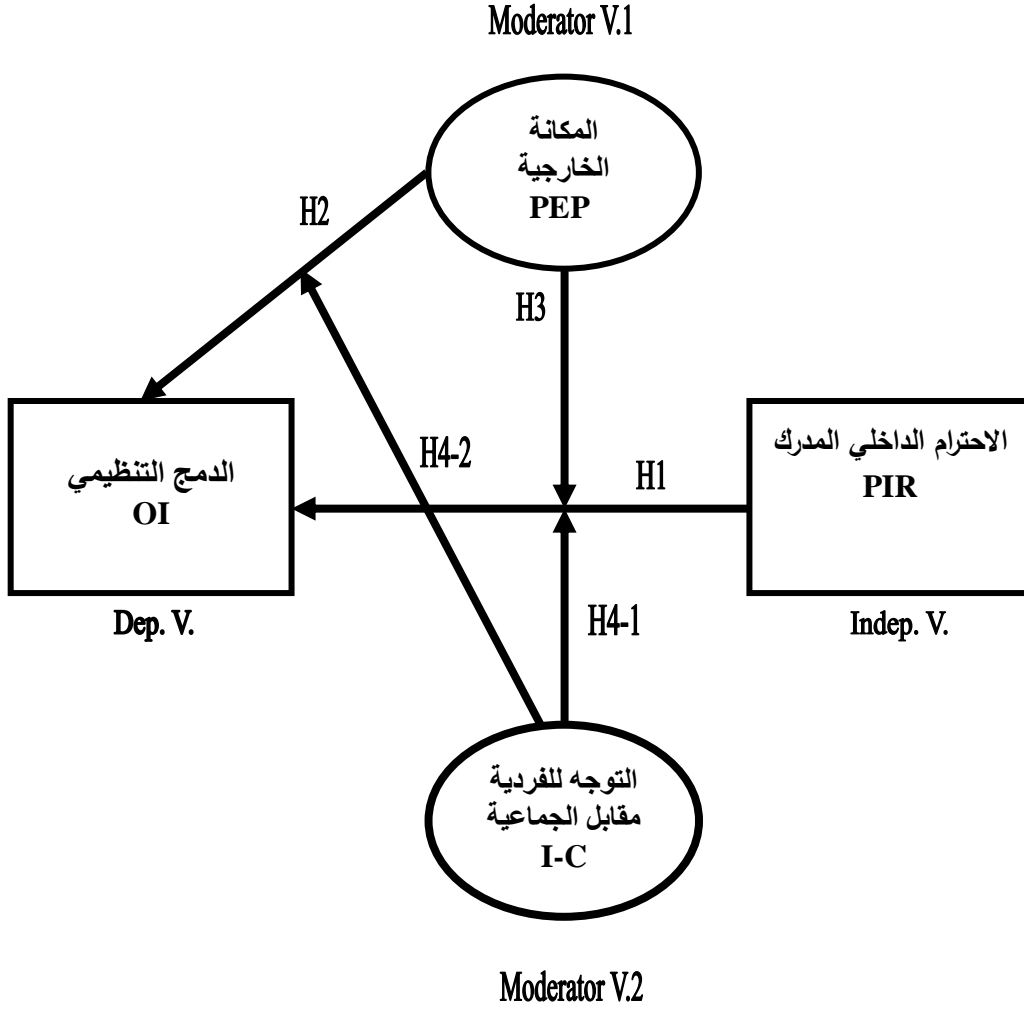 Moderator V.1
المكانة
الخارجية
PEP
H2
H3
الاحترام الداخلي المدرك
PIR
H1
H4-2
الدمج التنظيمي
OI
Dep. V.
Indep. V.
H4-1
التوجه للفردية
مقابل الجماعية
I-C
Moderator V.2